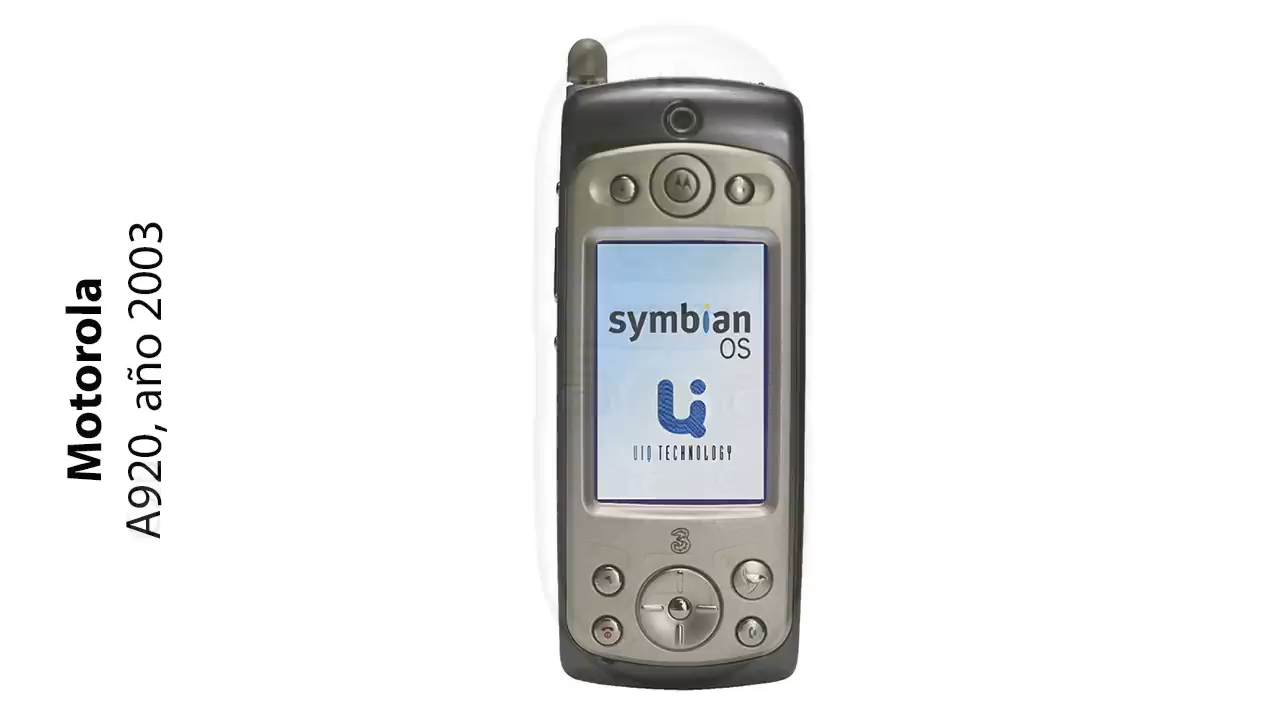 Motorola
A920, año 2003
symbian
OS
UIQ TECHNOLOGY
3